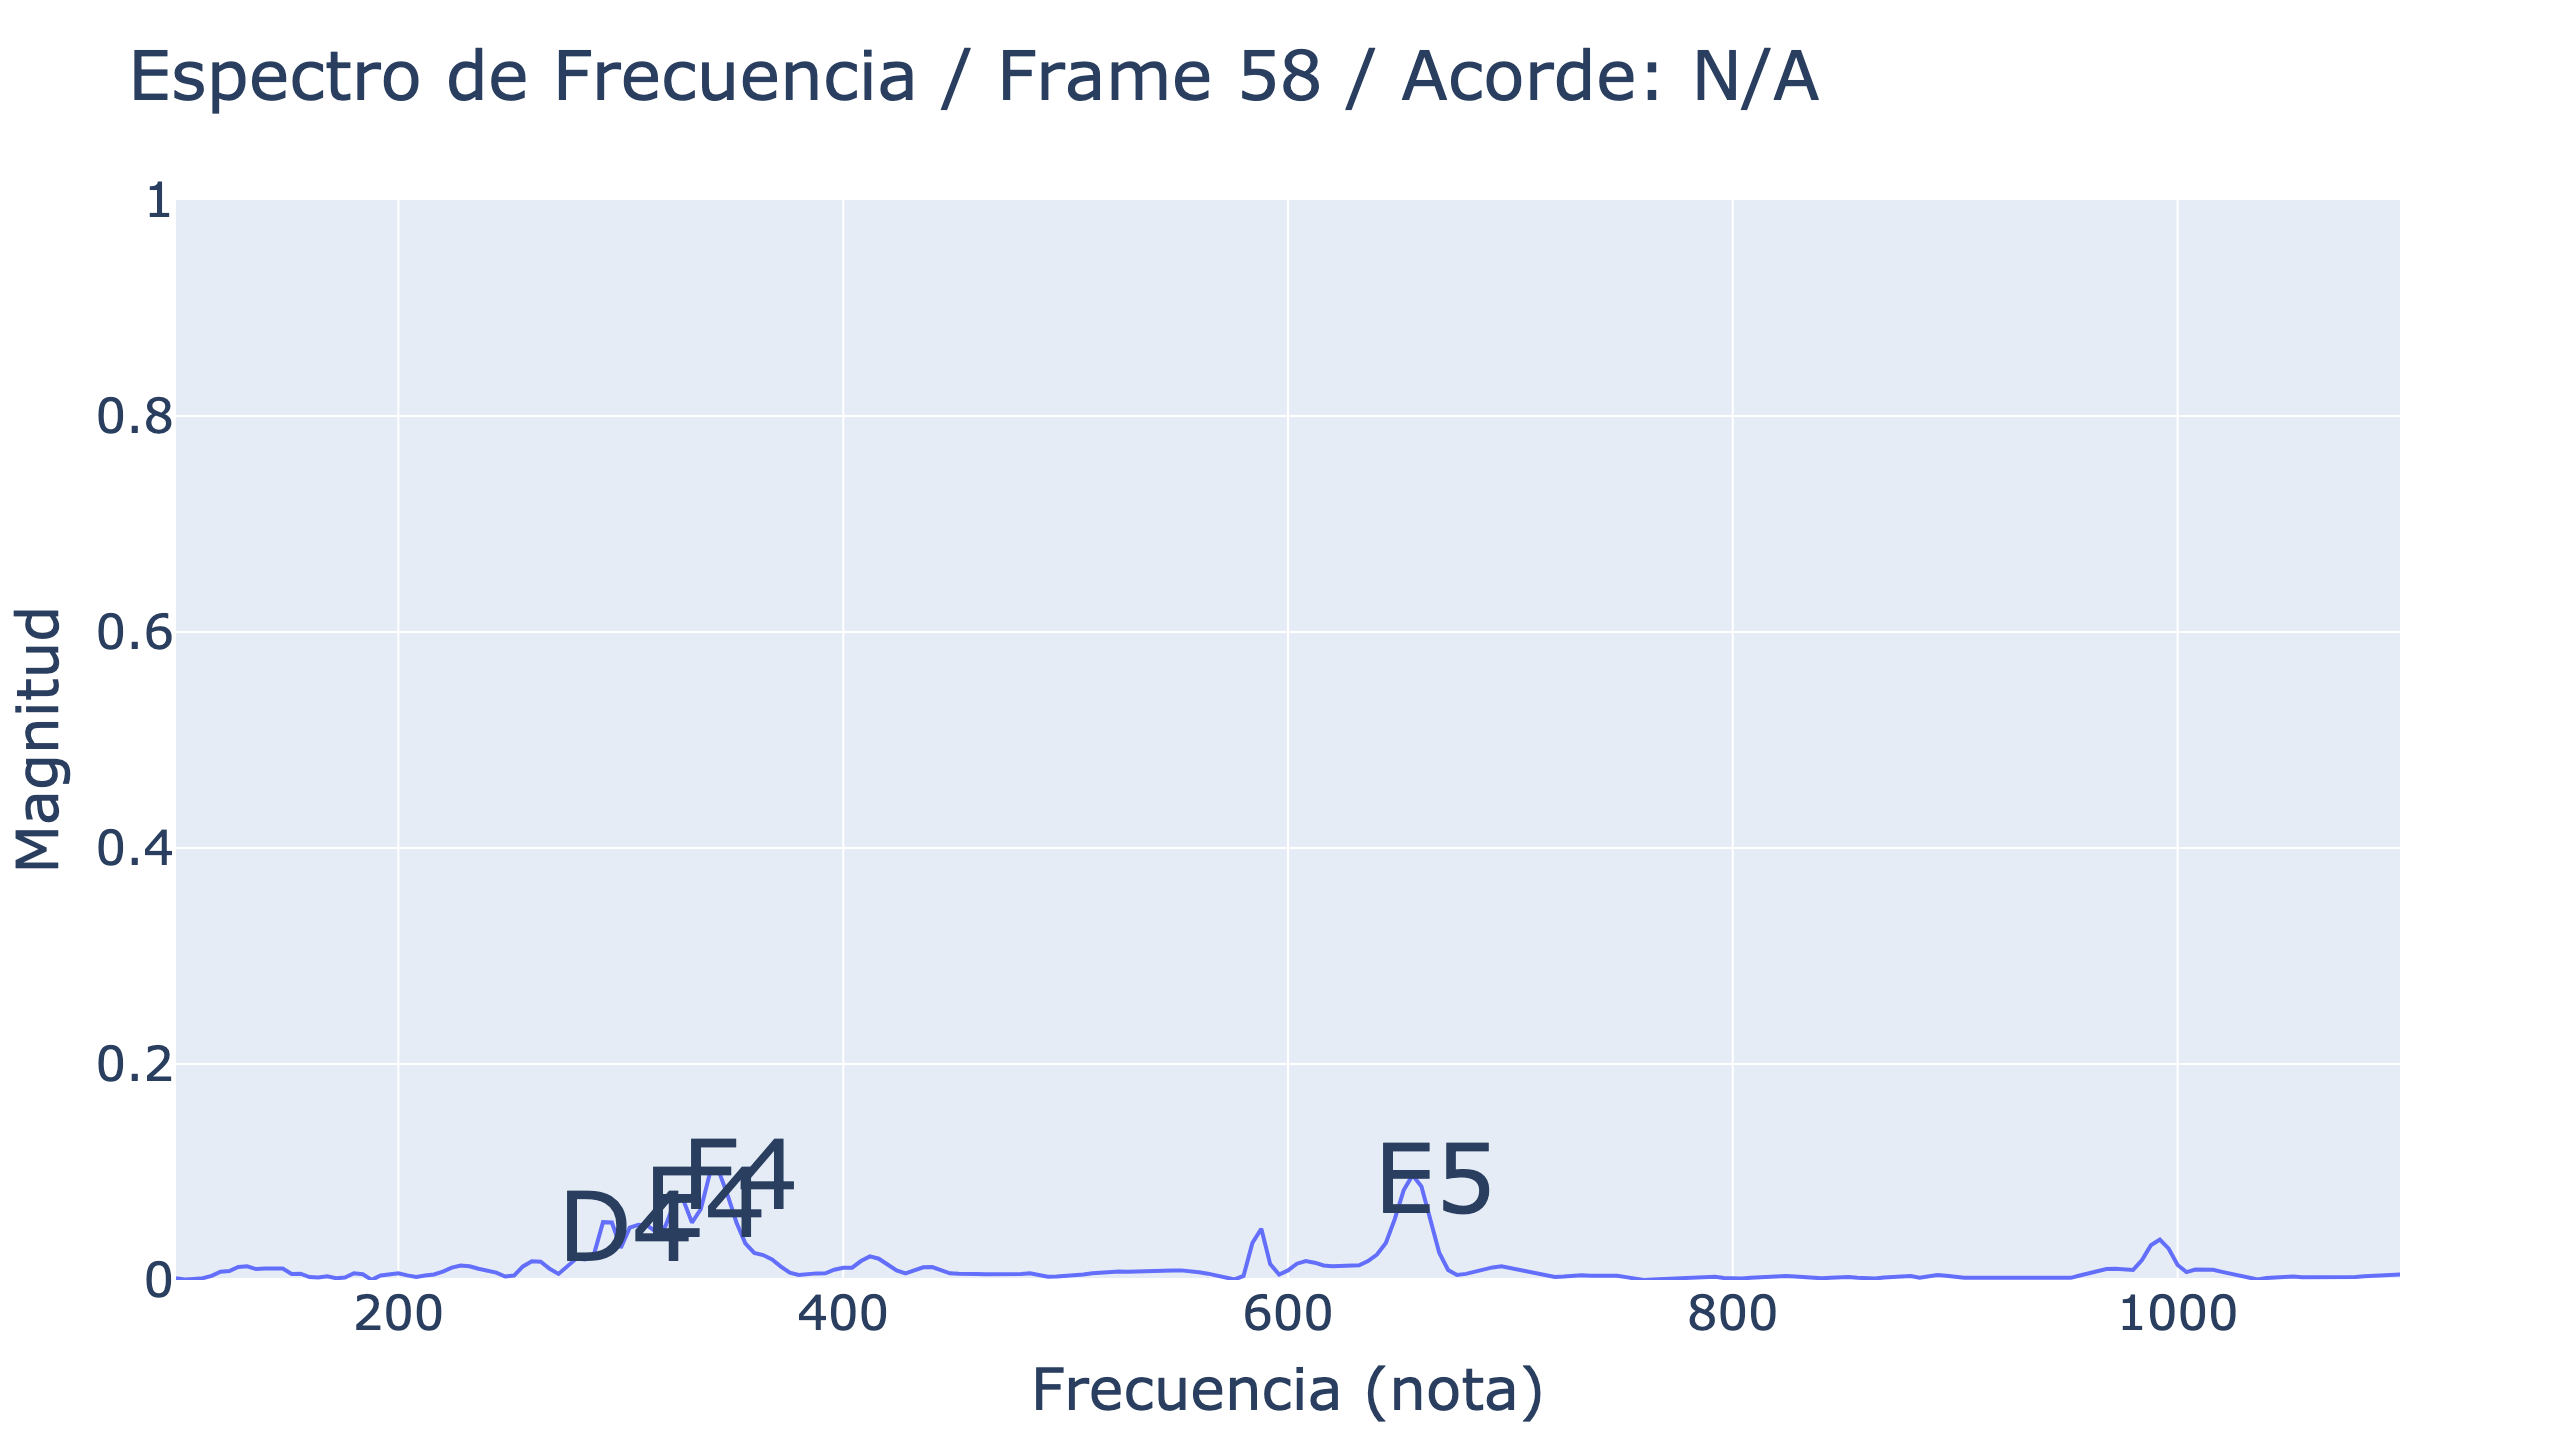 Espectro de Frecuencia / Frame 58 / Acorde: N/A
1
0.8
0.6
0.4
0.2
0
Magnitud
F4
E4
D4
E5
200
400
600
800
1000
Frecuencia (nota)